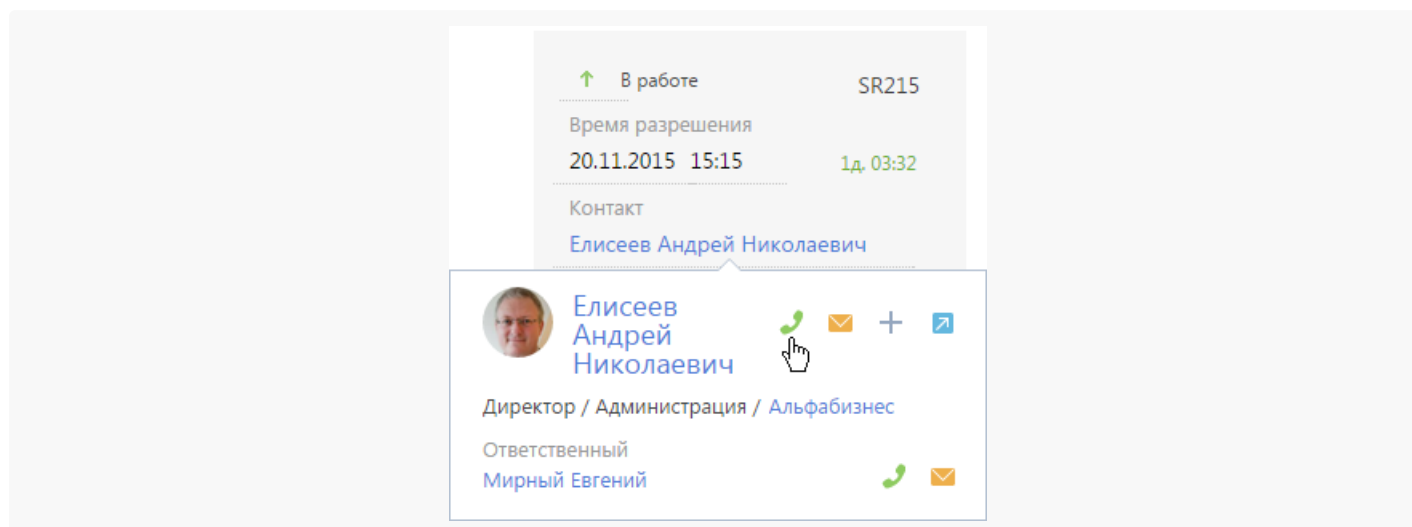 В работе SR215
Время разрешения
20.11.2015 15:15 1д, 03:32
Контакт
Елисеев Андрей Николаевич
Елисеев
Андрей
Николаевич
Директор / Администрация / Альфабизнес
Ответственный
Мирный Евгений